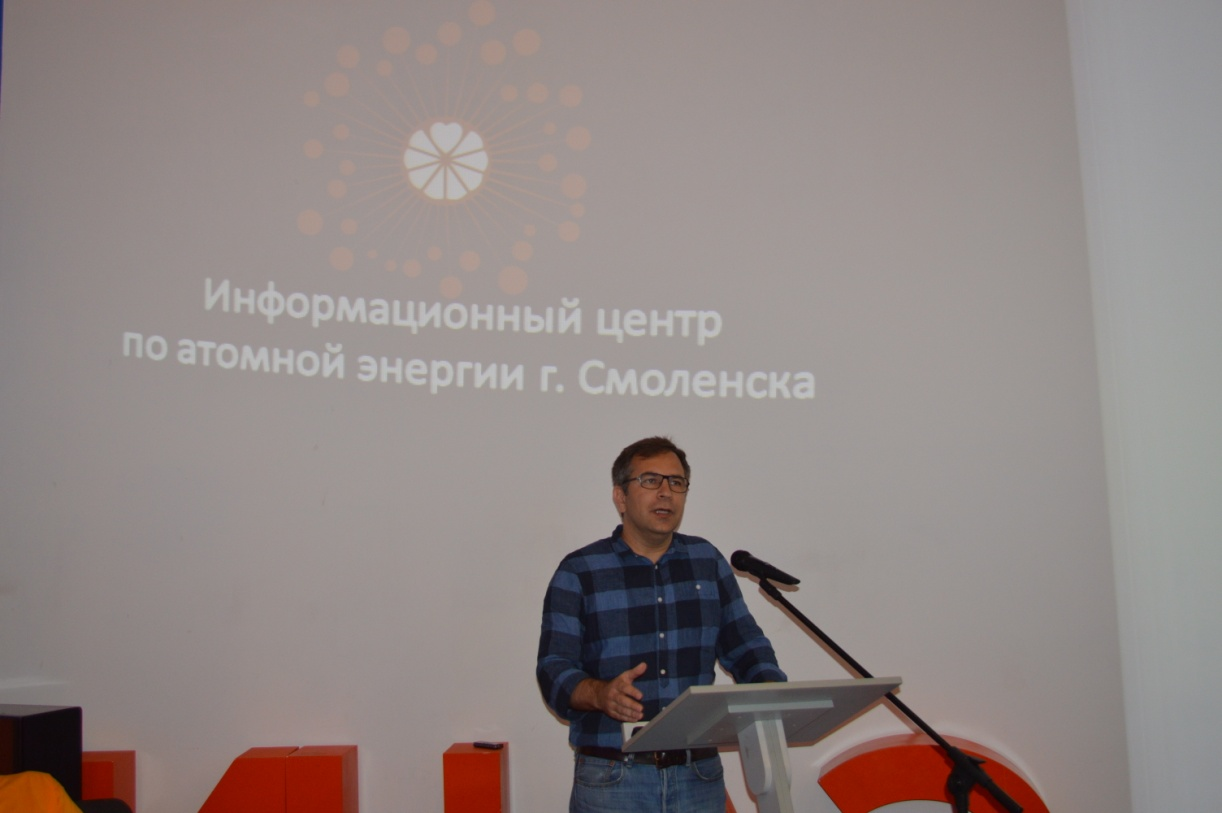 Информационный центр
по атомной энергии г. Смоленска